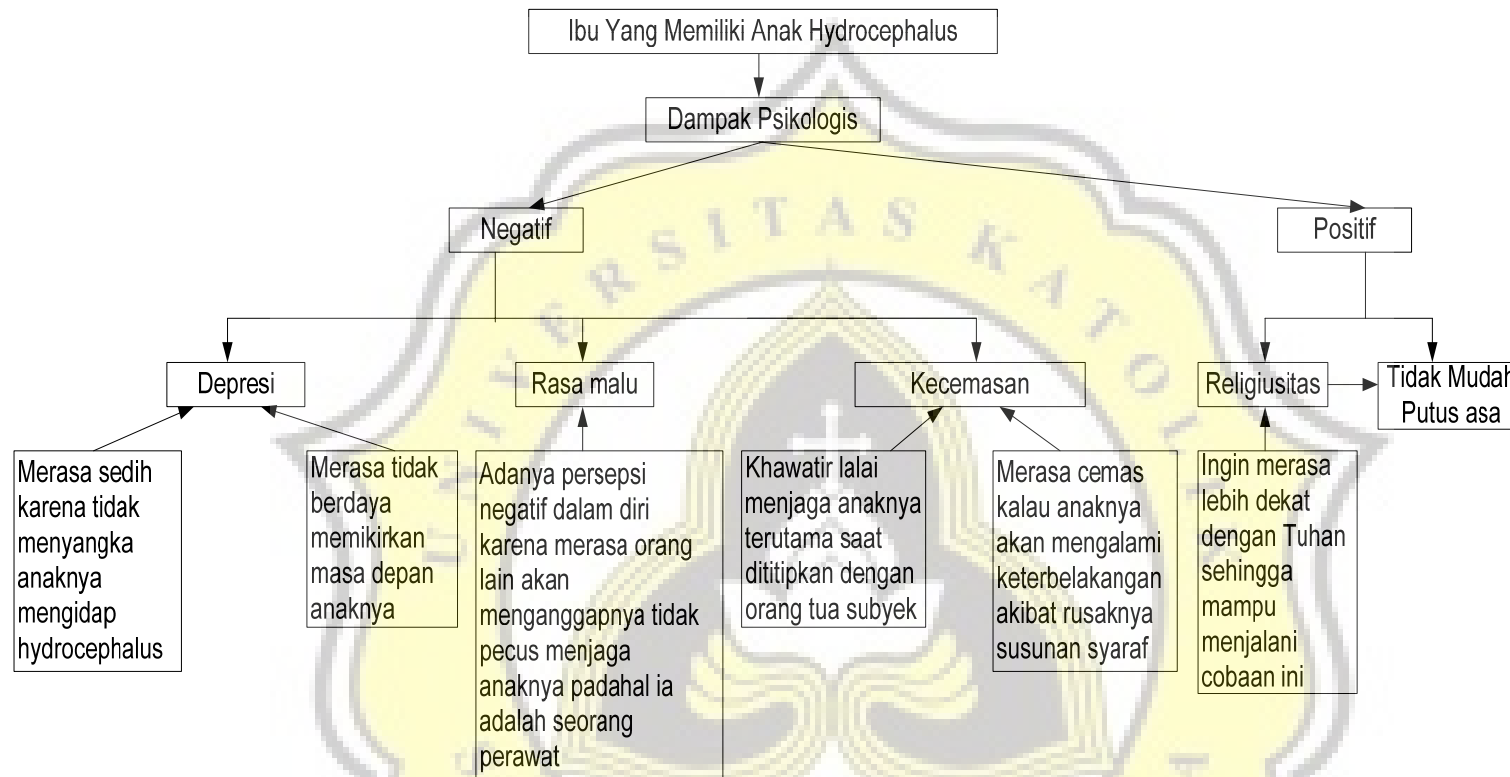 Ibu Yang Memiliki Anak Hydrocephalus
Dampak Psikologis
Negatif
Positif
UNIVERSITAS KATOLIK
Depresi
Rasa malu
Kecemasan
Religiusitas
Tidak Mudah
Putus asa
Merasa sedih
karena tidak
menyangka
anaknya
mengidap
hydrocephalus
Merasa tidak
berdaya
memikirkan
masa depan
anaknya
Adanya persepsi
negatif dalam diri
karena merasa orang
lain akan
menganggapnya tidak
pecus menjaga
anaknya padahal ia
adalah seorang
perawat
Khawatir lalai
menjaga anaknya
terutama saat
dititipkan dengan
orang tua subyek
Merasa cemas
kalau anaknya
akan mengalami
keterbelakangan
akibat rusaknya
susunan syaraf
Ingin merasa
lebih dekat
dengan Tuhan
sehingga
mampu
menjalani
cobaan ini